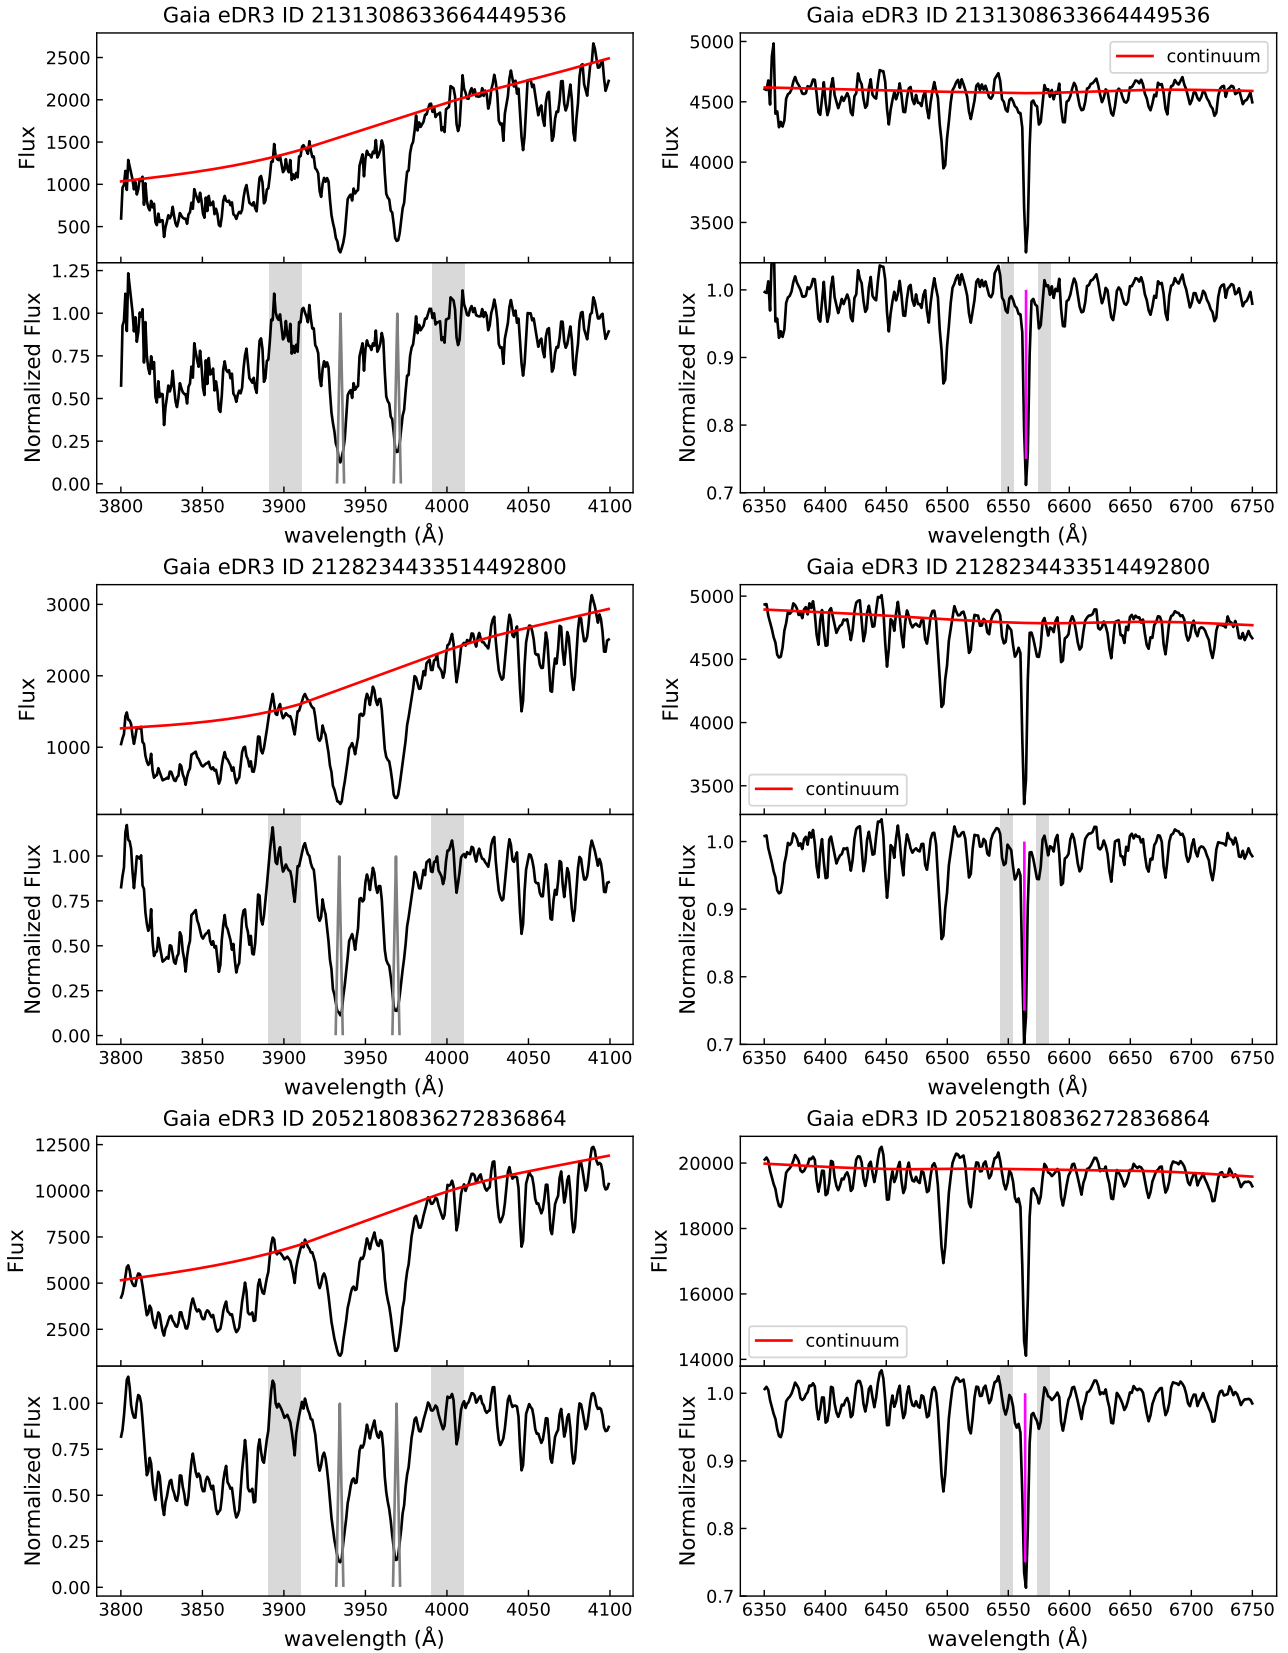 Gaia eDR3 ID 2131308633664449536
2500
2000
1500
1000
500
Flux
1.25
1.00
0.75
0.50
0.25
0.00
Normalized Flux
3800 3850 3900 3950 4000 4050 4100
wavelength (Å)
Gaia eDR3 ID 2131308633664449536
continuum
5000
4500
4000
3500
Flux
1.0
0.9
0.8
0.7
Normalized Flux
6350 6400 6450 6500 6550 6600 6650 6700 6750
wavelength (Å)
Gaia eDR3 ID 2128234433514492800
3000
2000
1000
Flux
1.00
0.75
0.50
0.25
0.00
Normalized Flux
3800 3850 3900 3950 4000 4050 4100
wavelength (Å)
Gaia eDR3 ID 2128234433514492800
5000
4500
4000
3500
Flux
continuum
1.0
0.9
0.8
0.7
Normalized Flux
6350 6400 6450 6500 6550 6600 6650 6700 6750
wavelength (Å)
Gaia eDR3 ID 2052180836272836864
12500
10000
7500
5000
2500
Flux
1.00
0.75
0.50
0.25
0.00
Normalized Flux
3800 3850 3900 3950 4000 4050 4100
wavelength (Å)
Gaia eDR3 ID 2052180836272836864
20000
18000
16000
14000
Flux
continuum
1.0
0.9
0.8
0.7
Normalized Flux
6350 6400 6450 6500 6550 6600 6650 6700 6750
wavelength (Å)